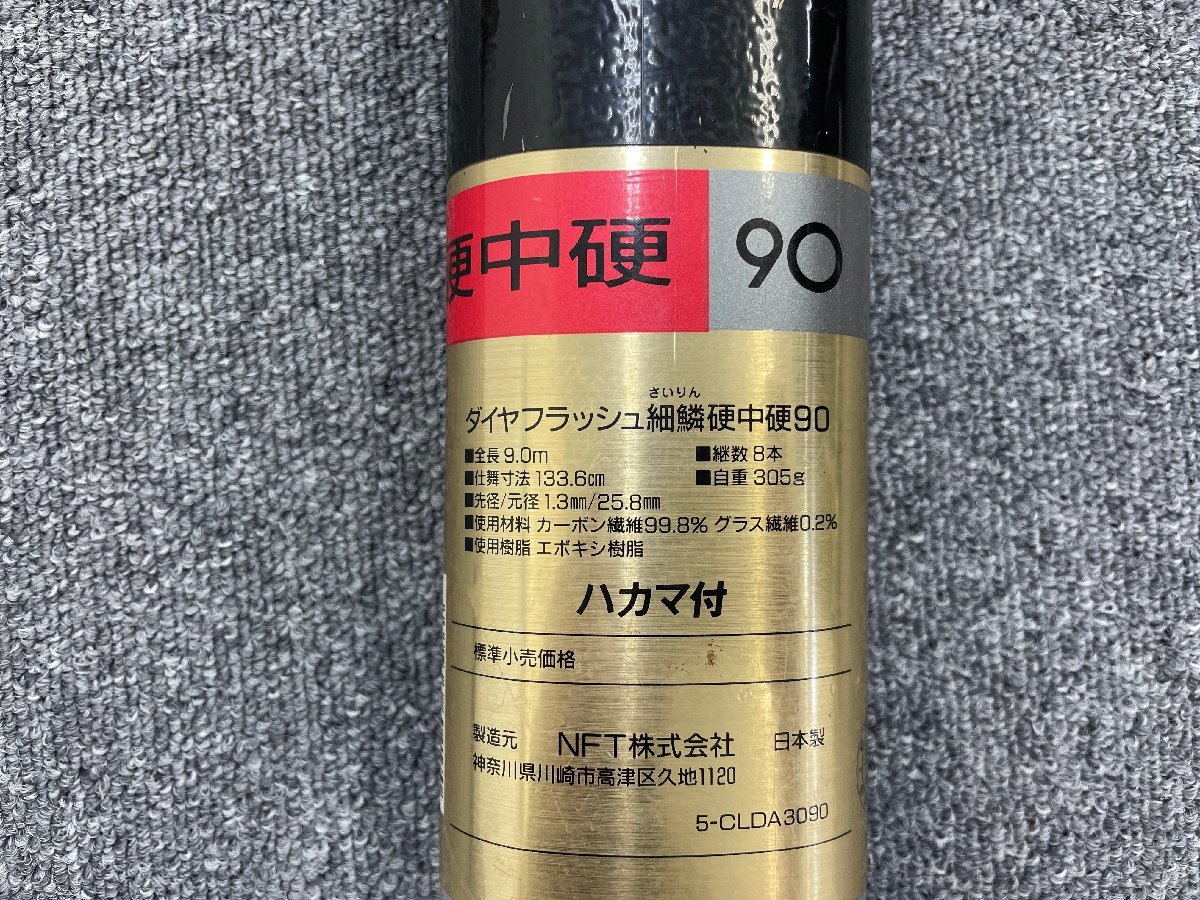 硬中硬 90
さいりん
ダイヤフラッシュ細鱗硬中硬90
■全長 9.0m ■継数 8本
■仕舞寸法 133.6cm ■自重 305g
■先径/元径 1.3mm/25.8mm
■使用材料 カーボン繊維99.8% グラス繊維0.2%
■使用樹脂 エポキシ樹脂
ハカマ付
標準小売価格
製造元 NFT株式会社 日本製
神奈川県川崎市高津区久地1120
5-CLDA3090